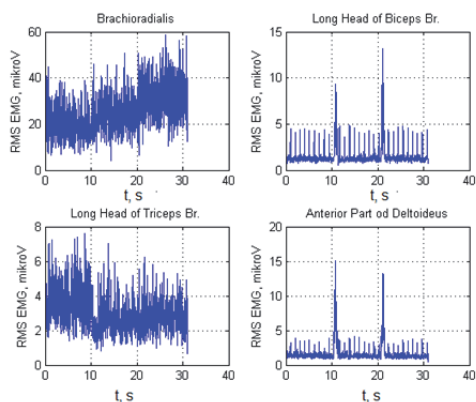 Brachioradialis
RMS EMG, mikroV
60
40
20
0
0 10 20 30 40
t, s
Long Head of Biceps Br.
RMS EMG, mikroV
15
10
5
0
0 10 20 30 40
t, s
Long Head of Triceps Br.
RMS EMG, mikroV
8
6
4
2
0
0 10 20 30 40
t, s
Anterior Part od Deltoideus
RMS EMG, mikroV
20
15
10
5
0
0 10 20 30 40
t, s